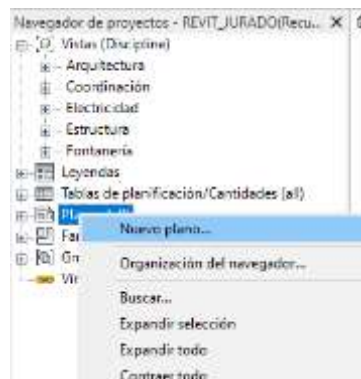 Navegador de proyectos - REVIT_JURADO(Recu...
Vistas (Discipline)
Arquitectura
Coordinación
Electricidad
Estructura
Fontanería
Leyendas
Tablas de planificación/Cantidades (all)
Nuevo plano...
Organización del navegador...
Buscar...
Expandir selección
Expandir todo
Contraer todo